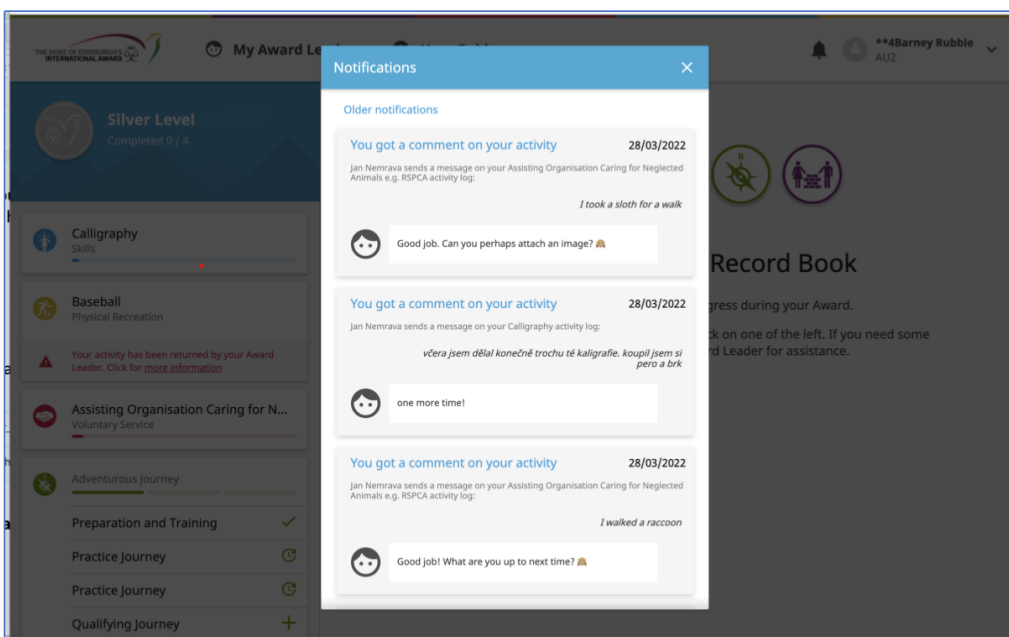 THE DUKE OF EDINBURGH'S
INTERNATIONAL AWARD
My Award
**4Barney Rubble
AU2
Silver Level
Completed 0 / 4
Calligraphy
Skills
Baseball
Physical Recreation
Your activity has been returned by your Award
Leader. Click for more information
Assisting Organisation Caring for N...
Voluntary Service
Adventurous Journey
Preparation and Training
Practice Journey
Practice Journey
Qualifying Journey
Notifications
Older notifications
You got a comment on your activity 28/03/2022
Jan Nemrava sends a message on your Assisting Organisation Caring for Neglected
Animals e.g. RSPCA activity log:
I took a sloth for a walk
Good job. Can you perhaps attach an image? 🙈
You got a comment on your activity 28/03/2022
Jan Nemrava sends a message on your Calligraphy activity log:
včera jsem dělal konečně trochu té kaligrafie. koupil jsem si
pero a brk
one more time!
You got a comment on your activity 28/03/2022
Jan Nemrava sends a message on your Assisting Organisation Caring for Neglected
Animals e.g. RSPCA activity log:
I walked a raccoon
Good job! What are you up to next time? 🙈
N
Record Book
gress during your Award.
ck on one of the left. If you need some
rd Leader for assistance.